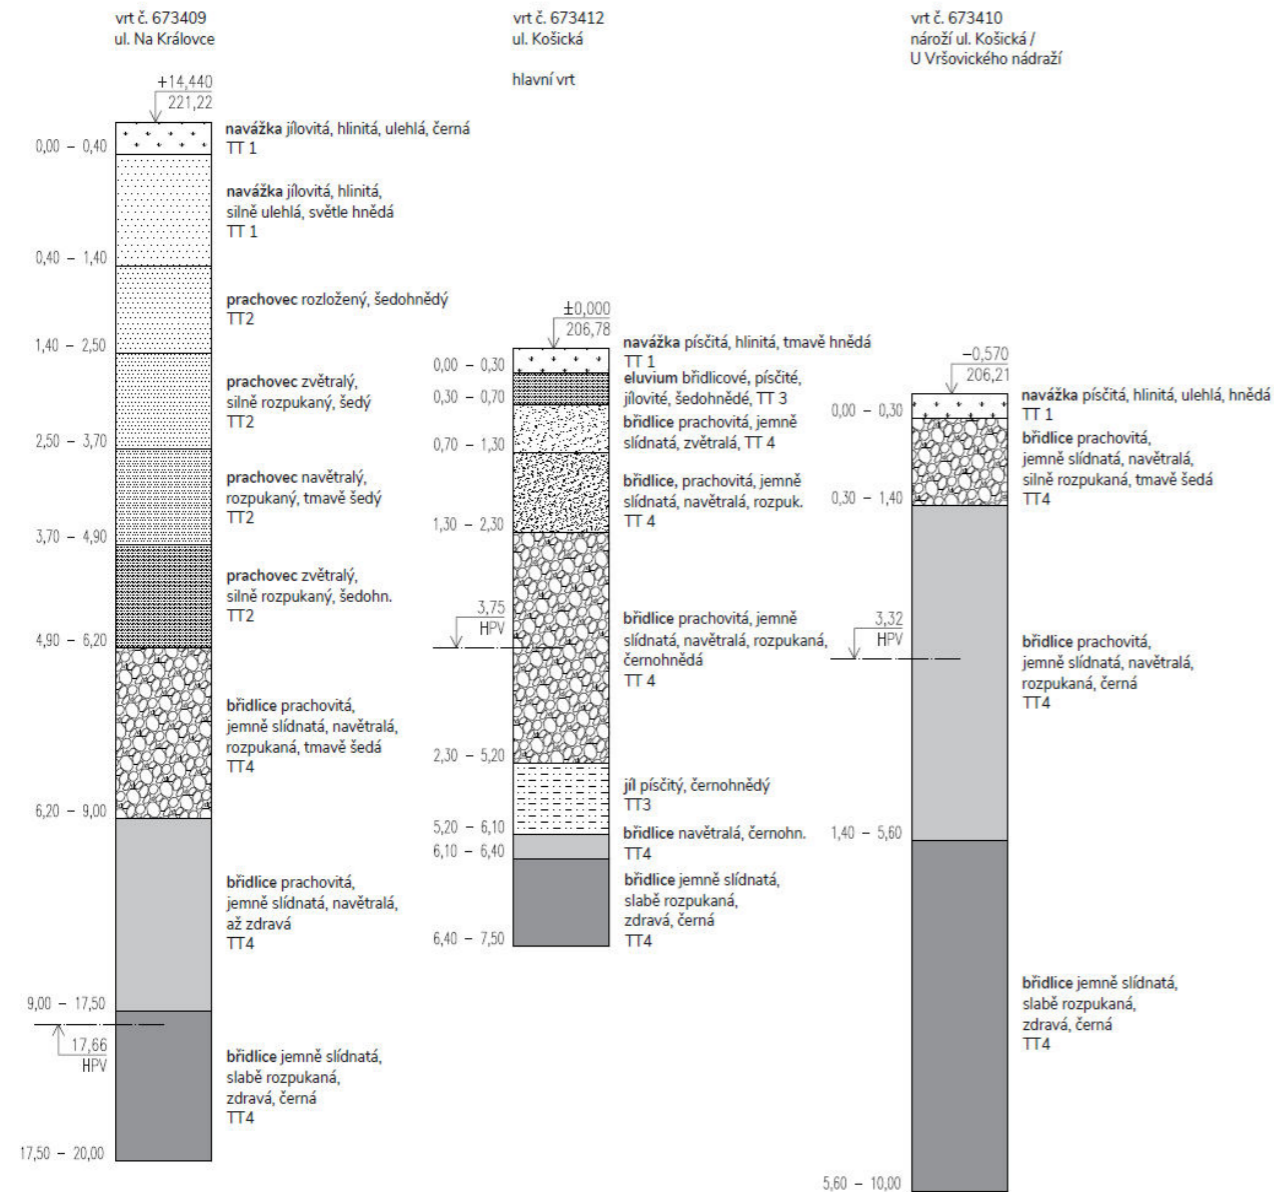 vrt č. 673409
ul. Na Královce
+14,440
221,22
0,00 – 0,40
navážka jílovitá, hlinitá, ulehlá, černá
TT 1
navážka jílovitá, hlinitá,
silně ulehlá, světle hnědá
TT 1
0,40 – 1,40
prachovec rozložený, šedohnědý
TT2
1,40 – 2,50
prachovec zvětralý,
silně rozpukaný, šedý
TT2
2,50 – 3,70
prachovec navětralý,
rozpukaný, tmavě šedý
TT2
3,70 – 4,90
prachovec zvětralý,
silně rozpukaný, šedohn.
TT2
4,90 – 6,20
břidlice prachovitá,
jemně slídnatá, navětralá,
rozpukaná, tmavě šedá
TT4
6,20 – 9,00
břidlice prachovitá,
jemně slídnatá, navětralá,
až zdravá
TT4
9,00 – 17,50
17,66
HPV
břidlice jemně slídnatá,
slabě rozpukaná,
zdravá, černá
TT4
17,50 – 20,00
vrt č. 673412
ul. Košická
hlavní vrt
±0,000
206,78
navážka písčitá, hlinitá, tmavě hnědá
TT 1
0,00 – 0,30
eluvium břidlicové, písčité,
jílovité, šedohnědé, TT 3
0,30 – 0,70
břidlice prachovitá, jemně
slídnatá, zvětralá, TT 4
0,70 – 1,30
břidlice, prachovitá, jemně
slídnatá, navětralá, rozpuk.
TT 4
1,30 – 2,30
3,75
HPV
břidlice prachovitá, jemně
slídnatá, navětralá, rozpukaná,
černohnědá
TT 4
2,30 – 5,20
jíl písčitý, černohnědý
TT3
5,20 – 6,10
břidlice navětralá, černohn.
TT4
6,10 – 6,40
břidlice jemně slídnatá,
slabě rozpukaná,
zdravá, černá
TT4
6,40 – 7,50
vrt č. 673410
nároží ul. Košická /
U Vršovického nádraží
−0,570
206,21
navážka písčitá, hlinitá, ulehlá, hnědá
TT 1
0,00 – 0,30
břidlice prachovitá,
jemně slídnatá, navětralá,
silně rozpukaná, tmavě šedá
TT4
0,30 – 1,40
3,32
HPV
břidlice prachovitá,
jemně slídnatá, navětralá,
rozpukaná, černá
TT4
1,40 – 5,60
břidlice jemně slídnatá,
slabě rozpukaná,
zdravá, černá
TT4
5,60 – 10,00